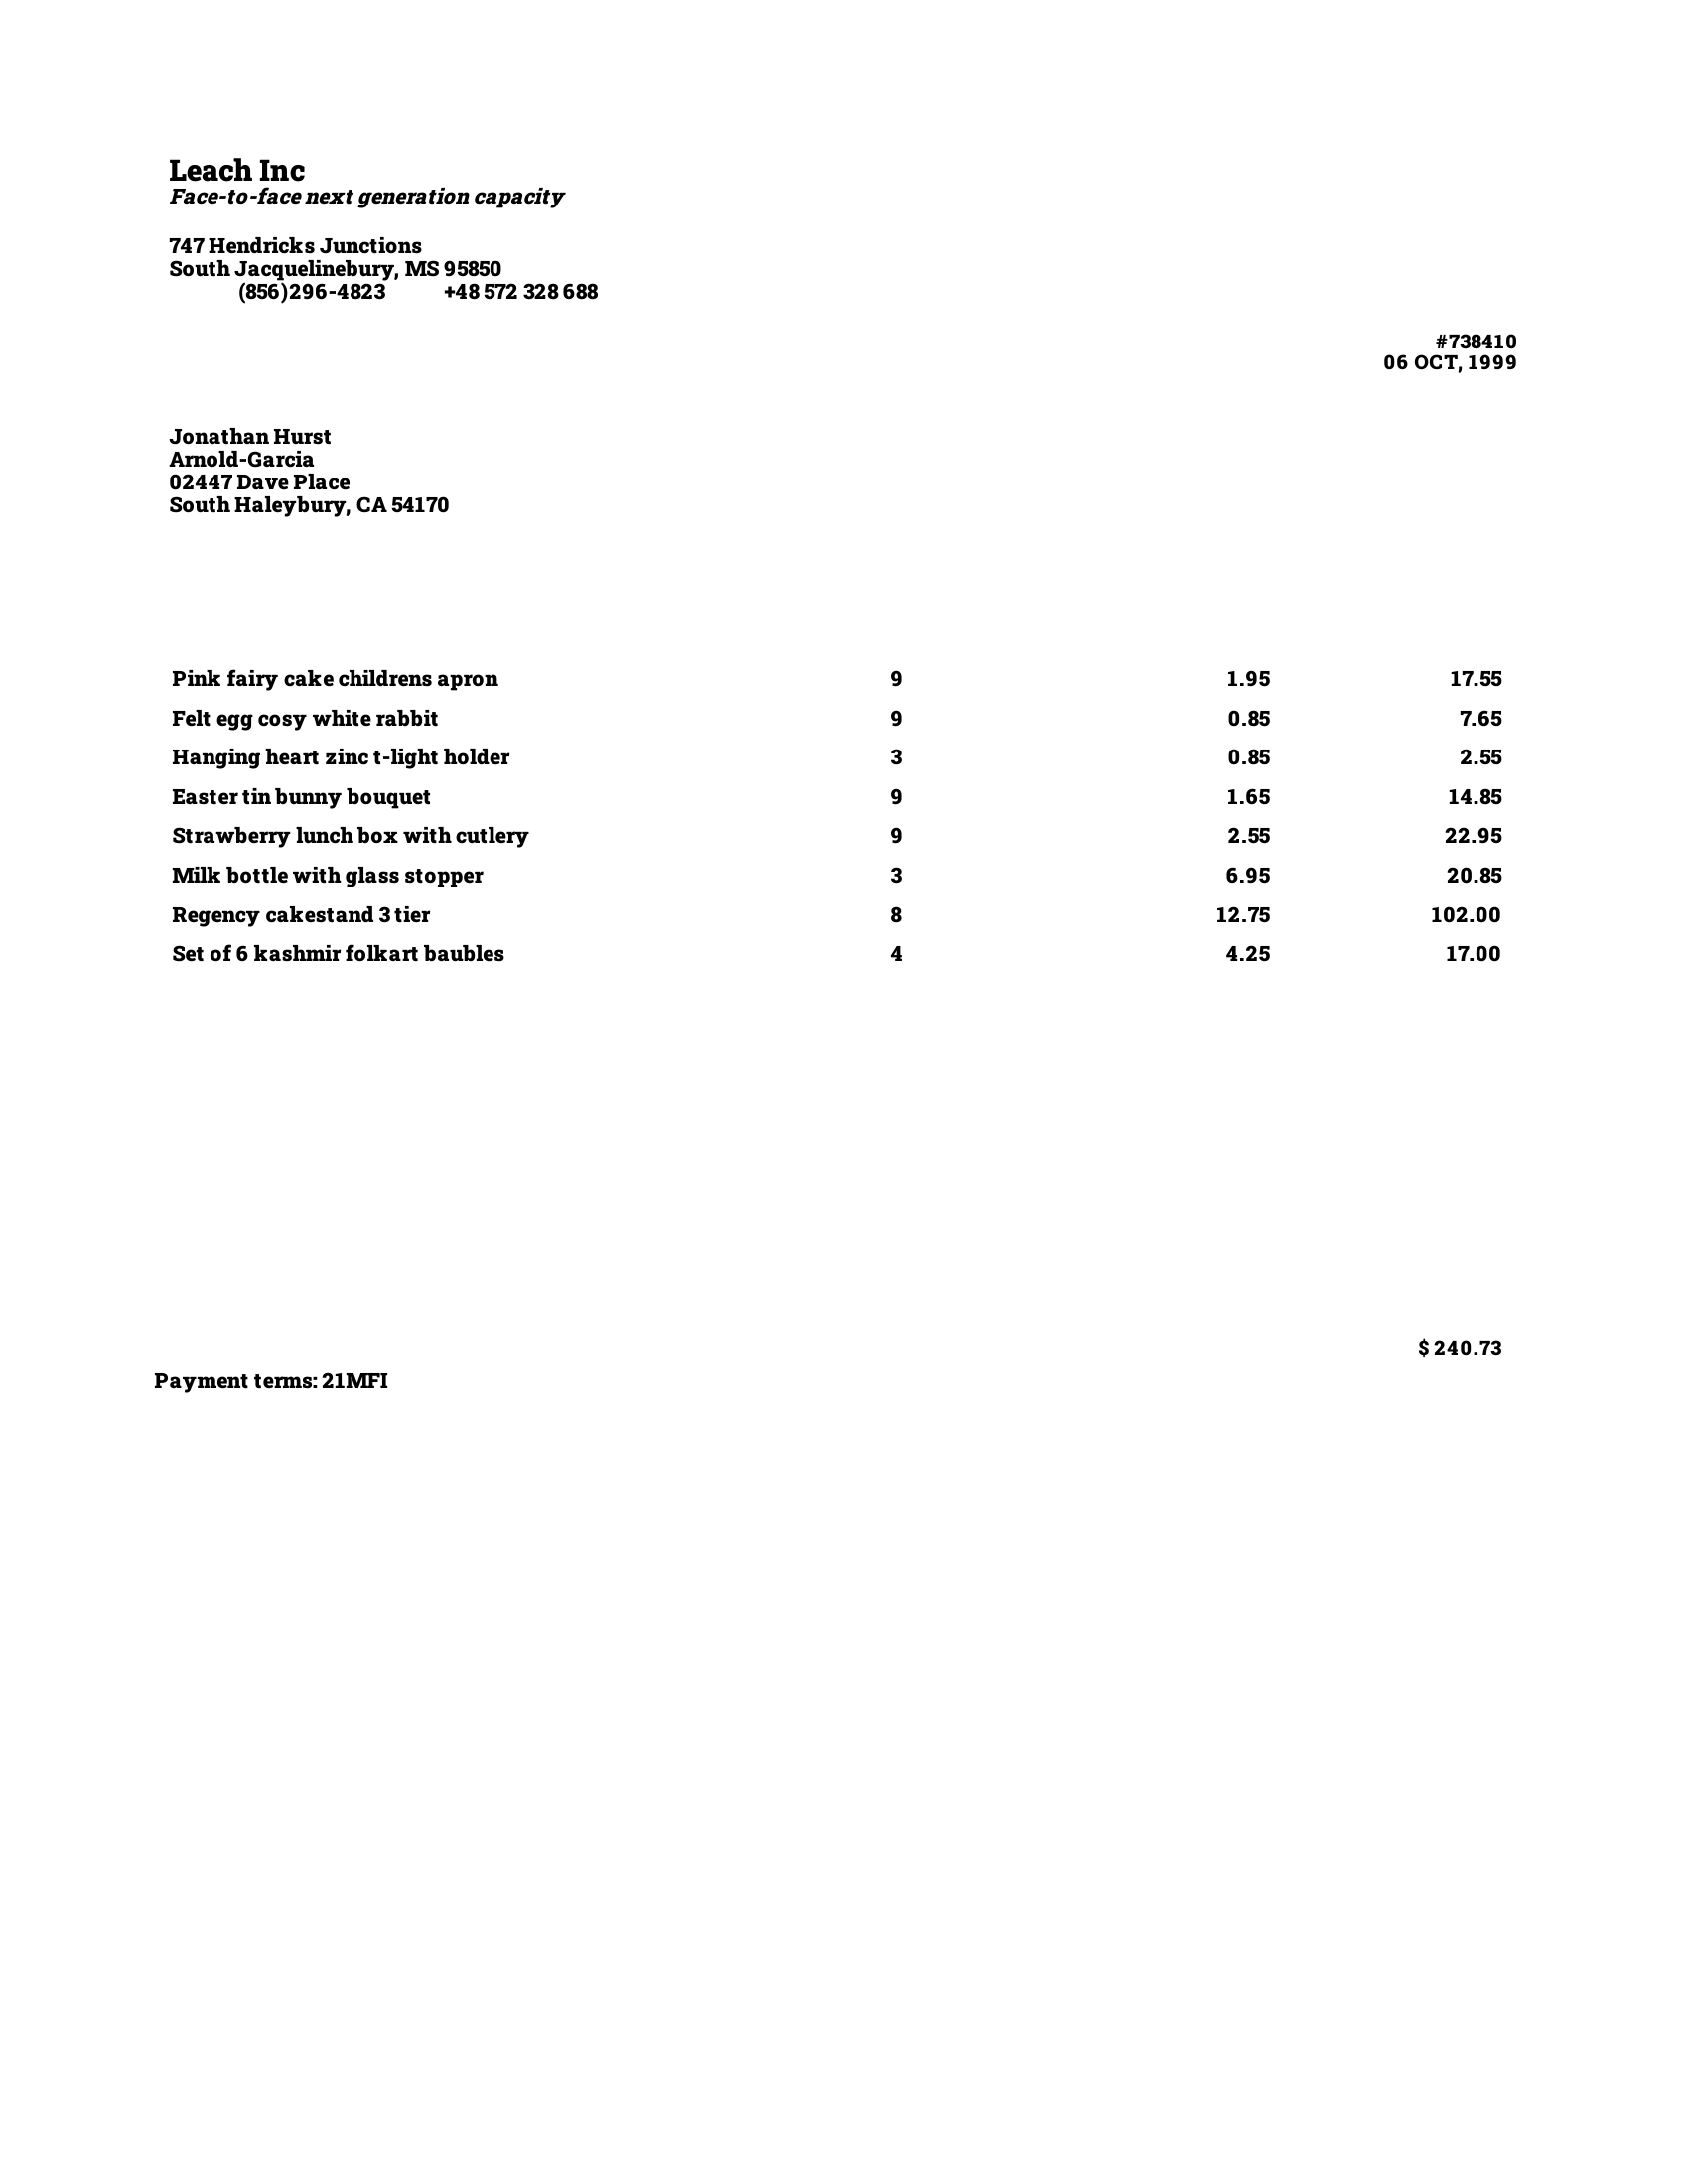 Leach Inc
Face-to-face next generation capacity
747 Hendricks Junctions
South Jacquelinebury, MS 95850
(856)296-4823 +48 572 328 688
#738410
06 OCT, 1999
Jonathan Hurst
Arnold-Garcia
02447 Dave Place
South Haleybury, CA 54170
Pink fairy cake childrens apron 9 1.95 17.55
Felt egg cosy white rabbit 9 0.85 7.65
Hanging heart zinc t-light holder 3 0.85 2.55
Easter tin bunny bouquet 9 1.65 14.85
Strawberry lunch box with cutlery 9 2.55 22.95
Milk bottle with glass stopper 3 6.95 20.85
Regency cakestand 3 tier 8 12.75 102.00
Set of 6 kashmir folkart baubles 4 4.25 17.00
$ 240.73
Payment terms: 21MFI